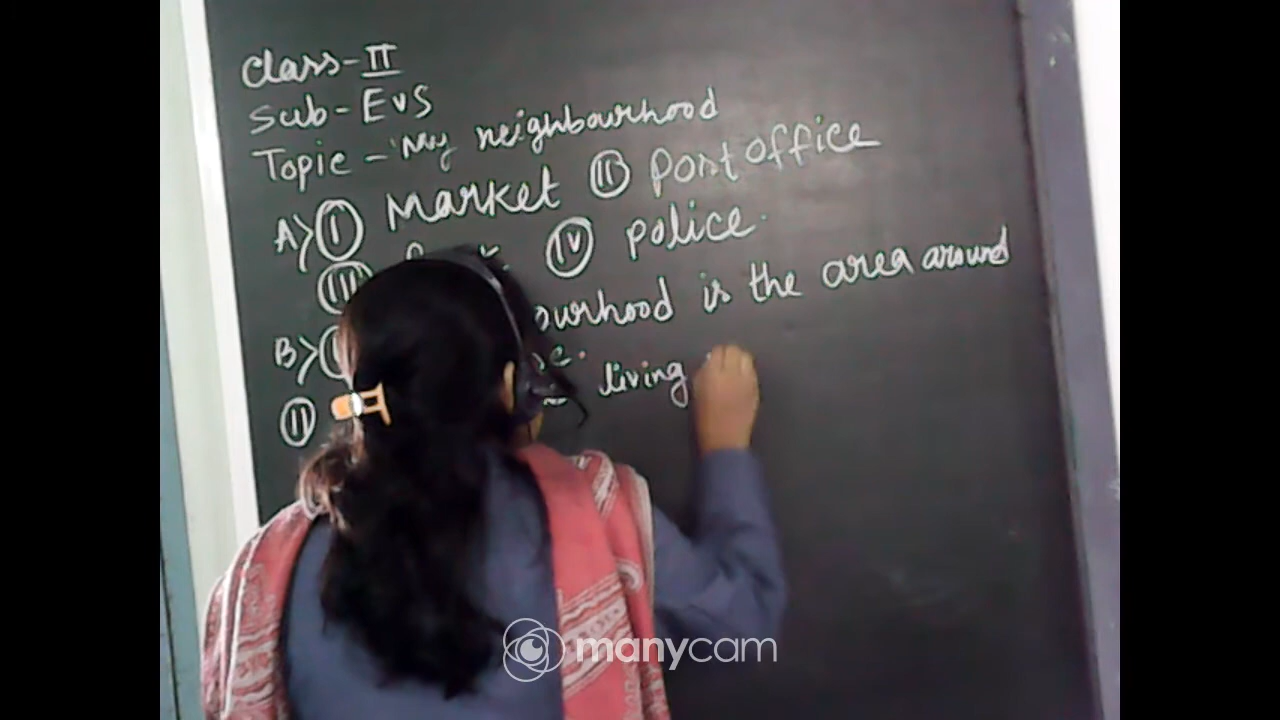 Class- II
Sub- EvS
Topic - My neighbourhood
A> (I) Market (II) Post office
(III) (IV) police.
B> ourhood is the area around
(II) living
manycam